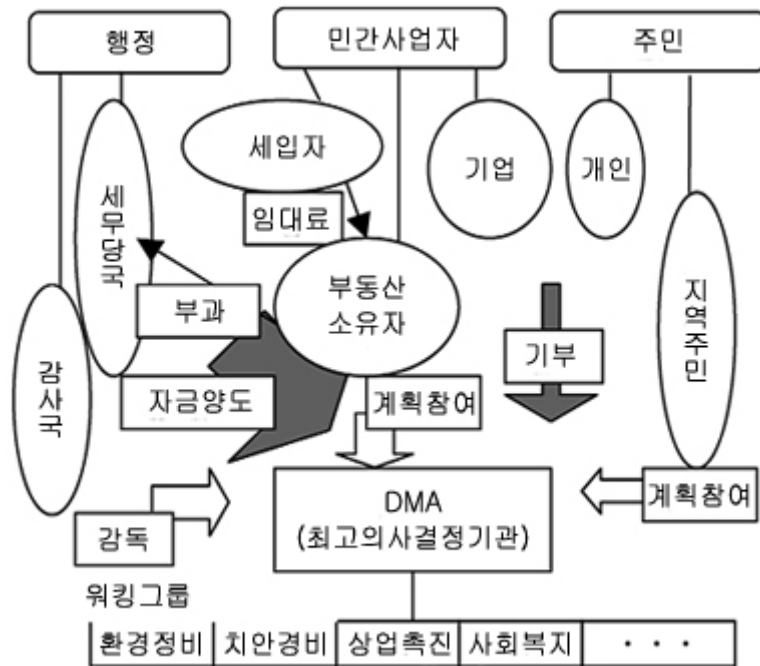 행정
민간사업자
주민
세입자
기업
개인
세무당국
임대료
부동산
소유자
지역주민
부과
기부
감사국
자금양도
계획참여
DMA
(최고의사결정기관)
계획참여
감독
워킹그룹
환경정비 치안경비 상업촉진 사회복지 · · ·